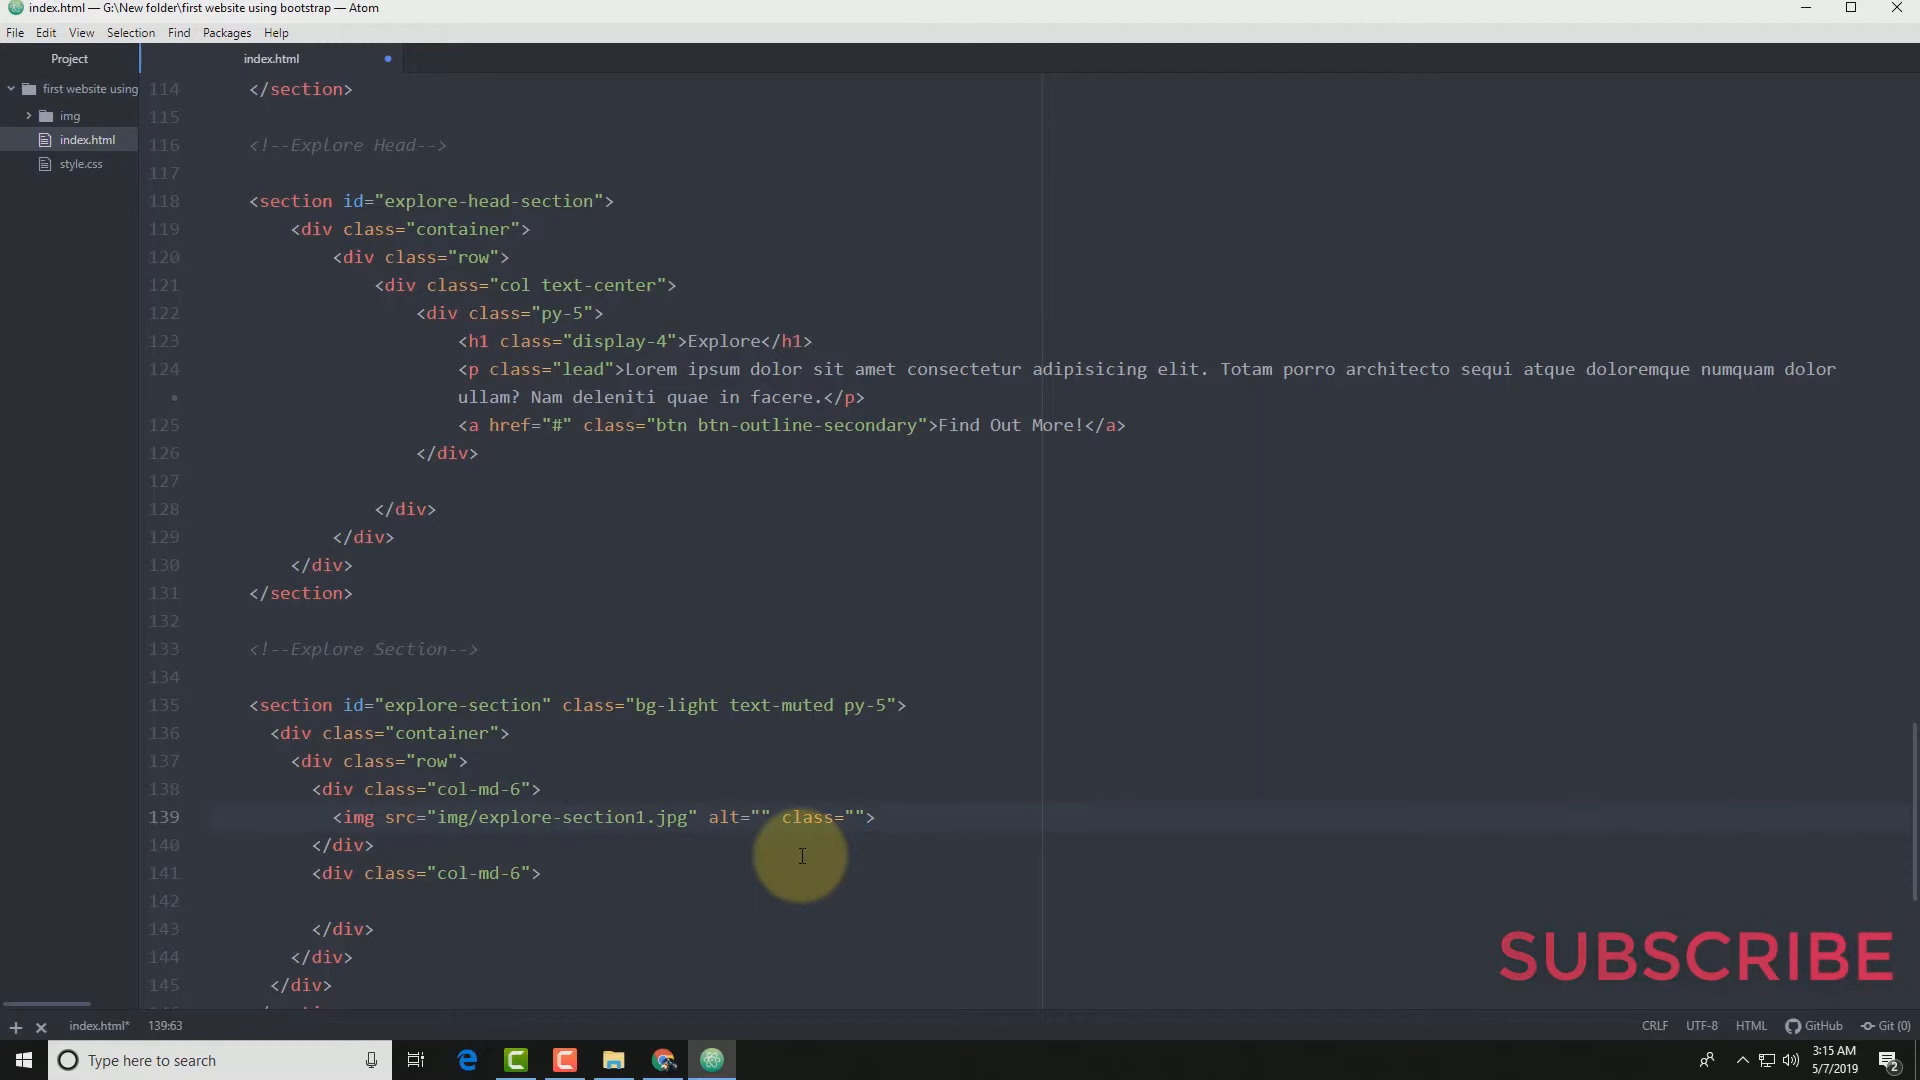 index.html — G:\New folder\first website using bootstrap — Atom
File Edit View Selection Find Packages Help
Project
index.html
first website using
img
index.html
style.css
114 </section>
115
116 <!--Explore Head-->
117
118 <section id="explore-head-section">
119 <div class="container">
120 <div class="row">
121 <div class="col text-center">
122 <div class="py-5">
123 <h1 class="display-4">Explore</h1>
124 <p class="lead">Lorem ipsum dolor sit amet consectetur adipisicing elit. Totam porro architecto sequi atque doloremque numquam dolor
• ullam? Nam deleniti quae in facere.</p>
125 <a href="#" class="btn btn-outline-secondary">Find Out More!</a>
126 </div>
127
128 </div>
129 </div>
130 </div>
131 </section>
132
133 <!--Explore Section-->
134
135 <section id="explore-section" class="bg-light text-muted py-5">
136 <div class="container">
137 <div class="row">
138 <div class="col-md-6">
139 <img src="img/explore-section1.jpg" alt="" class="">
140 </div>
141 <div class="col-md-6">
142
143 </div>
144 </div>
145 </div>
SUBSCRIBE
index.html* 139:63 CRLF UTF-8 HTML GitHub Git (0)
Type here to search
3:15 AM
5/7/2019
2